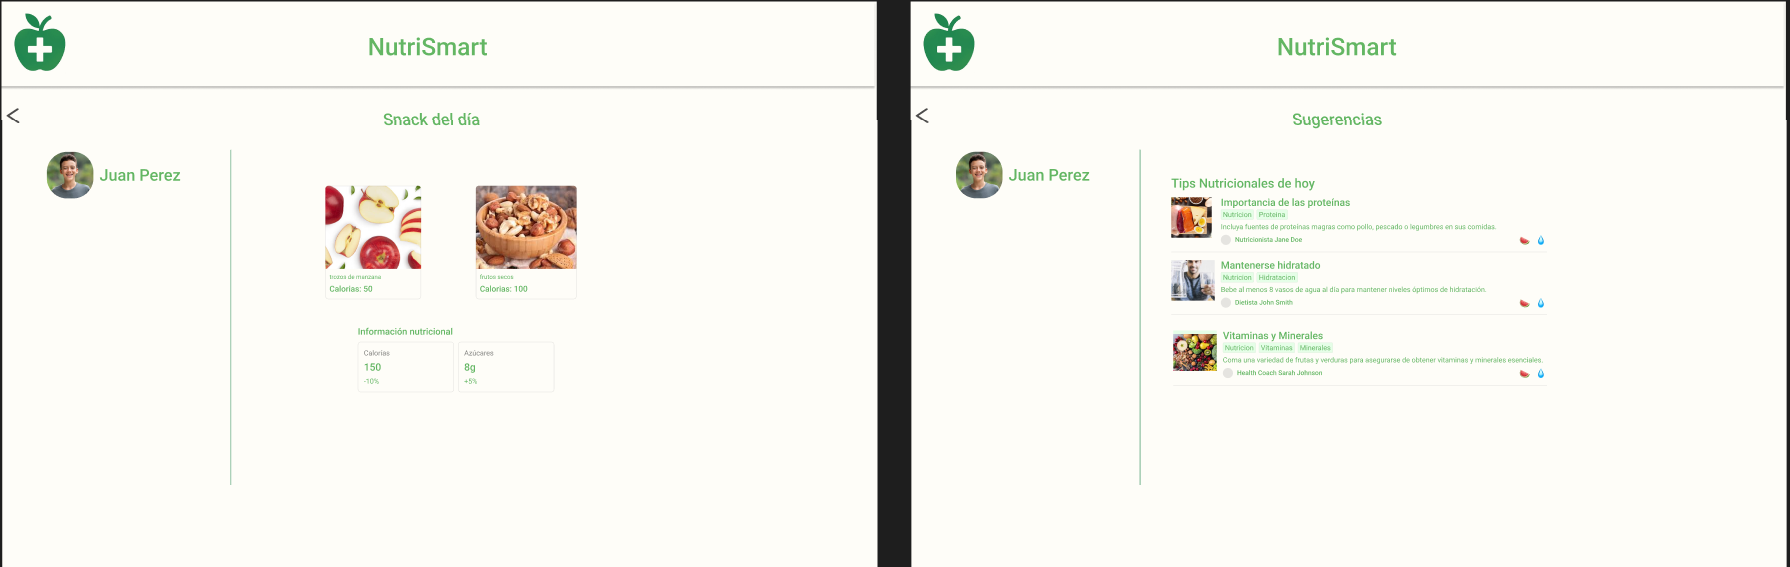 NutriSmart
<
Snack del día
Juan Perez
trozos de manzana
Calorías: 50
frutos secos
Calorías: 100
Información nutricional
Calorías
150
-10%
Azúcares
8g
+5%
NutriSmart
<
Sugerencias
Juan Perez
Tips Nutricionales de hoy
Importancia de las proteínas
Nutricion Proteina
Incluya fuentes de proteínas magras como pollo, pescado o legumbres en sus comidas.
Nutricionista Jane Doe
Mantenerse hidratado
Nutricion Hidratacion
Bebe al menos 8 vasos de agua al día para mantener niveles óptimos de hidratación.
Dietista John Smith
Vitaminas y Minerales
Nutricion Vitaminas Minerales
Coma una variedad de frutas y verduras para asegurarse de obtener vitaminas y minerales esenciales.
Health Coach Sarah Johnson